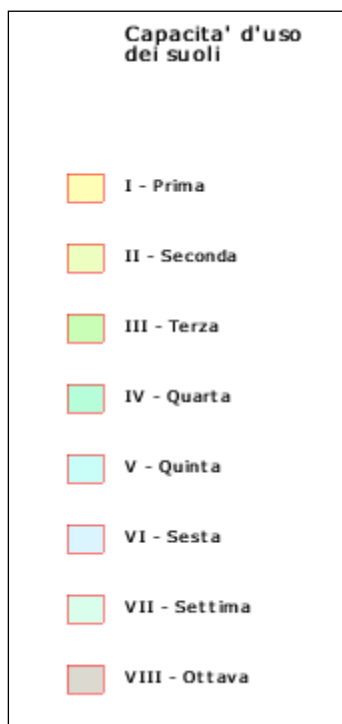 Capacita' d'uso
dei suoli
I - Prima
II - Seconda
III - Terza
IV - Quarta
V - Quinta
VI - Sesta
VII - Settima
VIII - Ottava